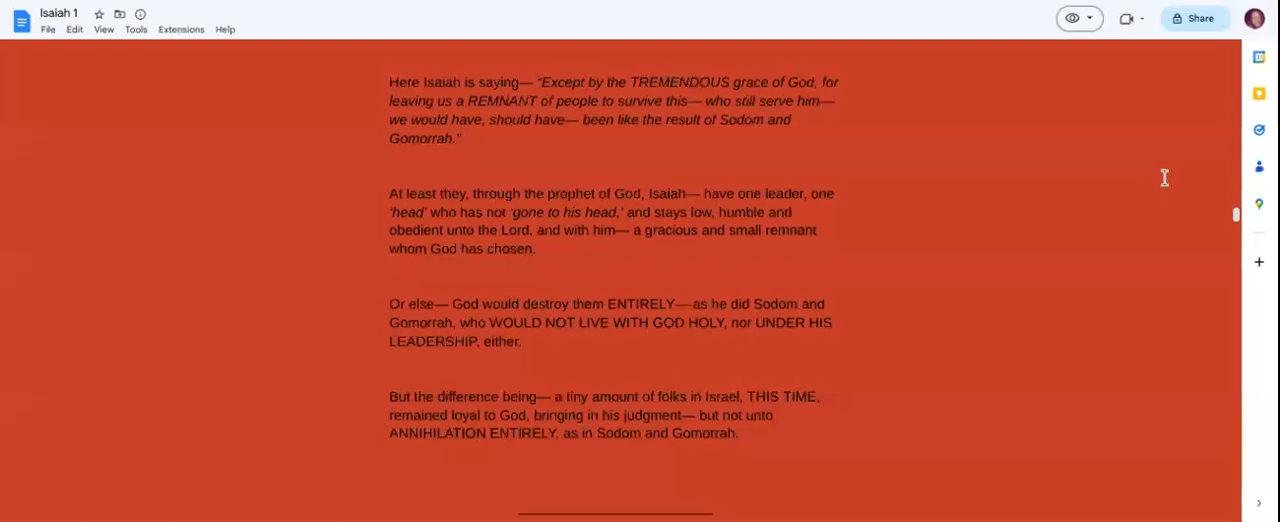 Isaiah 1
File Edit View Tools Extensions Help
Share
Here Isaiah is saying— “Except by the TREMENDOUS grace of God, for
leaving us a REMNANT of people to survive this— who still serve him—
we would have, should have— been like the result of Sodom and
Gomorrah.”
At least they, through the prophet of God, Isaiah— have one leader, one
‘head’ who has not ‘gone to his head,’ and stays low, humble and
obedient unto the Lord, and with him— a gracious and small remnant
whom God has chosen.
Or else— God would destroy them ENTIRELY— as he did Sodom and
Gomorrah, who WOULD NOT LIVE WITH GOD HOLY, nor UNDER HIS
LEADERSHIP, either.
But the difference being— a tiny amount of folks in Israel, THIS TIME,
remained loyal to God, bringing in his judgment— but not unto
ANNIHILATION ENTIRELY, as in Sodom and Gomorrah.